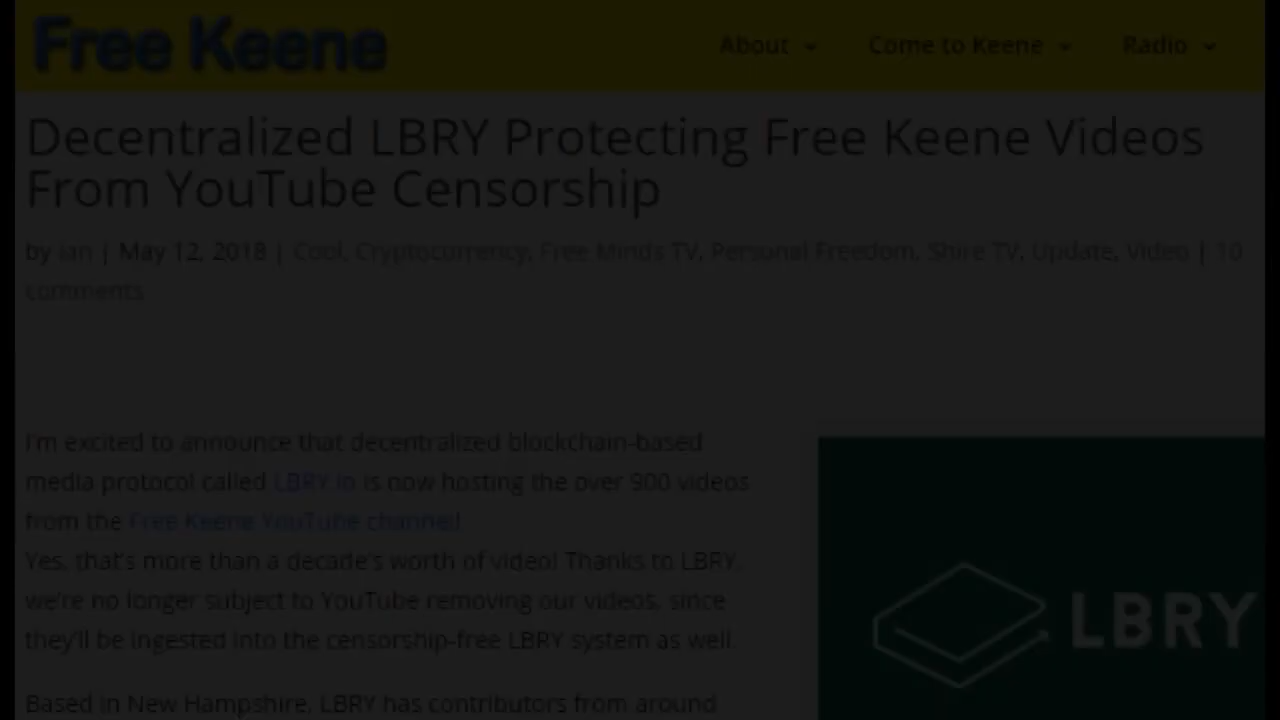 Free Keene
About Come to Keene Radio
Decentralized LBRY Protecting Free Keene Videos
From YouTube Censorship
by Ian | May 12, 2018 | Cool, Cryptocurrency, Free Minds TV, Personal Freedom, Shire TV, Update, Video | 10
comments
I'm excited to announce that decentralized blockchain-based
media protocol called LBRY.io is now hosting the over 900 videos
from the Free Keene YouTube channel!
Yes, that's more than a decade's worth of video! Thanks to LBRY,
we're no longer subject to YouTube removing our videos, since
they'll be ingested into the censorship-free LBRY system as well.
LBRY
Based in New Hampshire, LBRY has contributors from around